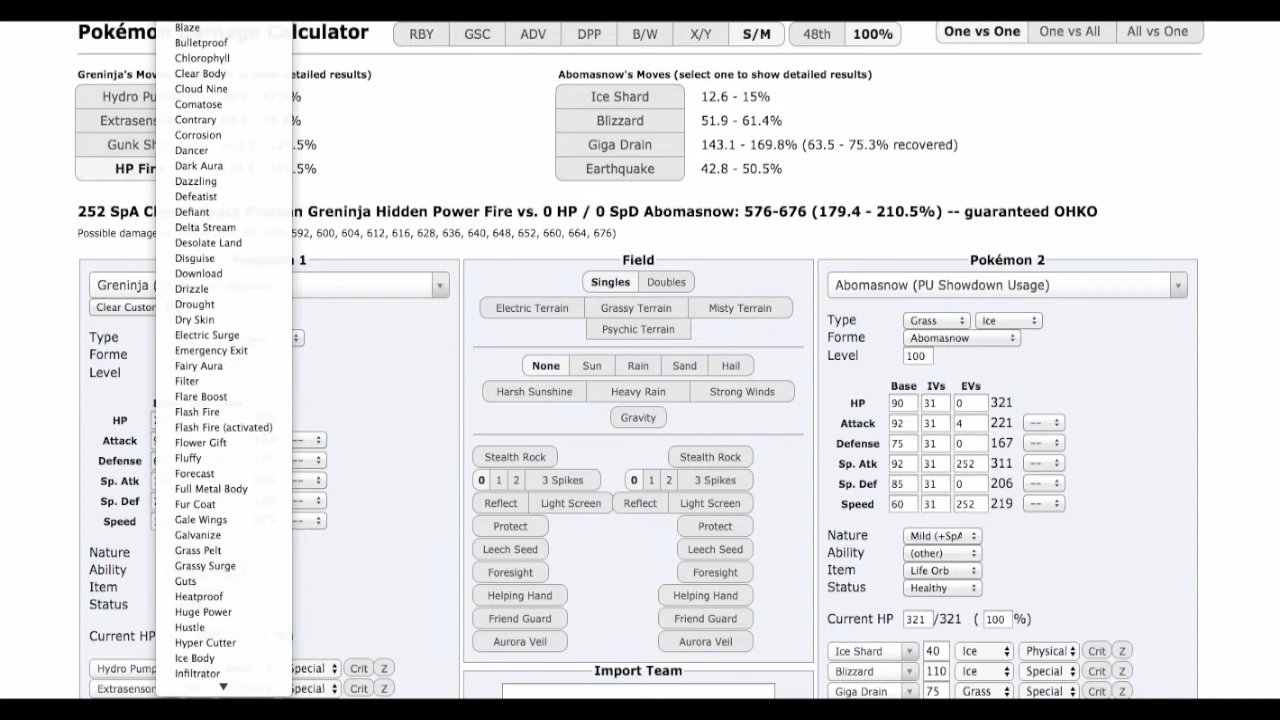 Pokémon Calculator RBY GSC ADV DPP B/W X/Y S/M 48th 100% One vs One One vs All All vs One
Greninja's Mov detailed results)
Hydro Pum
Extrasens
Gunk Sh
HP Fir
Abomasnow's Moves (select one to show detailed results)
Ice Shard 12.6 - 15%
Blizzard 51.9 - 61.4%
Giga Drain 143.1 - 169.8% (63.5 - 75.3% recovered)
Earthquake 42.8 - 50.5%
252 SpA Greninja Hidden Power Fire vs. 0 HP / 0 SpD Abomasnow: 576-676 (179.4 - 210.5%) -- guaranteed OHKO
Possible damag 592, 600, 604, 612, 616, 628, 636, 640, 648, 652, 660, 664, 676)
Blaze
Bulletproof
Chlorophyll
Clear Body
Cloud Nine
Comatose
Contrary
Corrosion
Dancer
Dark Aura
Dazzling
Defeatist
Defiant
Delta Stream
Desolate Land
Disguise
Download
Drizzle
Drought
Dry Skin
Electric Surge
Emergency Exit
Fairy Aura
Filter
Flare Boost
Flash Fire
Flash Fire (activated)
Flower Gift
Fluffy
Forecast
Full Metal Body
Fur Coat
Gale Wings
Galvanize
Grass Pelt
Grassy Surge
Guts
Heatproof
Huge Power
Hustle
Hyper Cutter
Ice Body
Infiltrator
1
Greninja (
Clear Custor
Type
Forme
Level
HP
Attack --
Defense --
Sp. Atk --
Sp. Def --
Speed --
Nature
Ability
Item
Status
Current HP
Hydro Pump Special Crit Z
Extrasensor Special Crit Z
Field
Singles Doubles
Electric Terrain Grassy Terrain Misty Terrain
Psychic Terrain
None Sun Rain Sand Hail
Harsh Sunshine Heavy Rain Strong Winds
Gravity
Stealth Rock Stealth Rock
0 1 2 3 Spikes 0 1 2 3 Spikes
Reflect Light Screen Reflect Light Screen
Protect Protect
Leech Seed Leech Seed
Foresight Foresight
Helping Hand Helping Hand
Friend Guard Friend Guard
Aurora Veil Aurora Veil
Import Team
Pokémon 2
Abomasnow (PU Showdown Usage)
Type Grass Ice
Forme Abomasnow
Level 100
Base IVs EVs
HP 90 31 0 321
Attack 92 31 4 221 --
Defense 75 31 0 167 --
Sp. Atk 92 31 252 311 --
Sp. Def 85 31 0 206 --
Speed 60 31 252 219 --
Nature Mild (+SpA
Ability (other)
Item Life Orb
Status Healthy
Current HP 321 /321 ( 100 %)
Ice Shard 40 Ice Physical Crit Z
Blizzard 110 Ice Special Crit Z
Giga Drain 75 Grass Special Crit Z